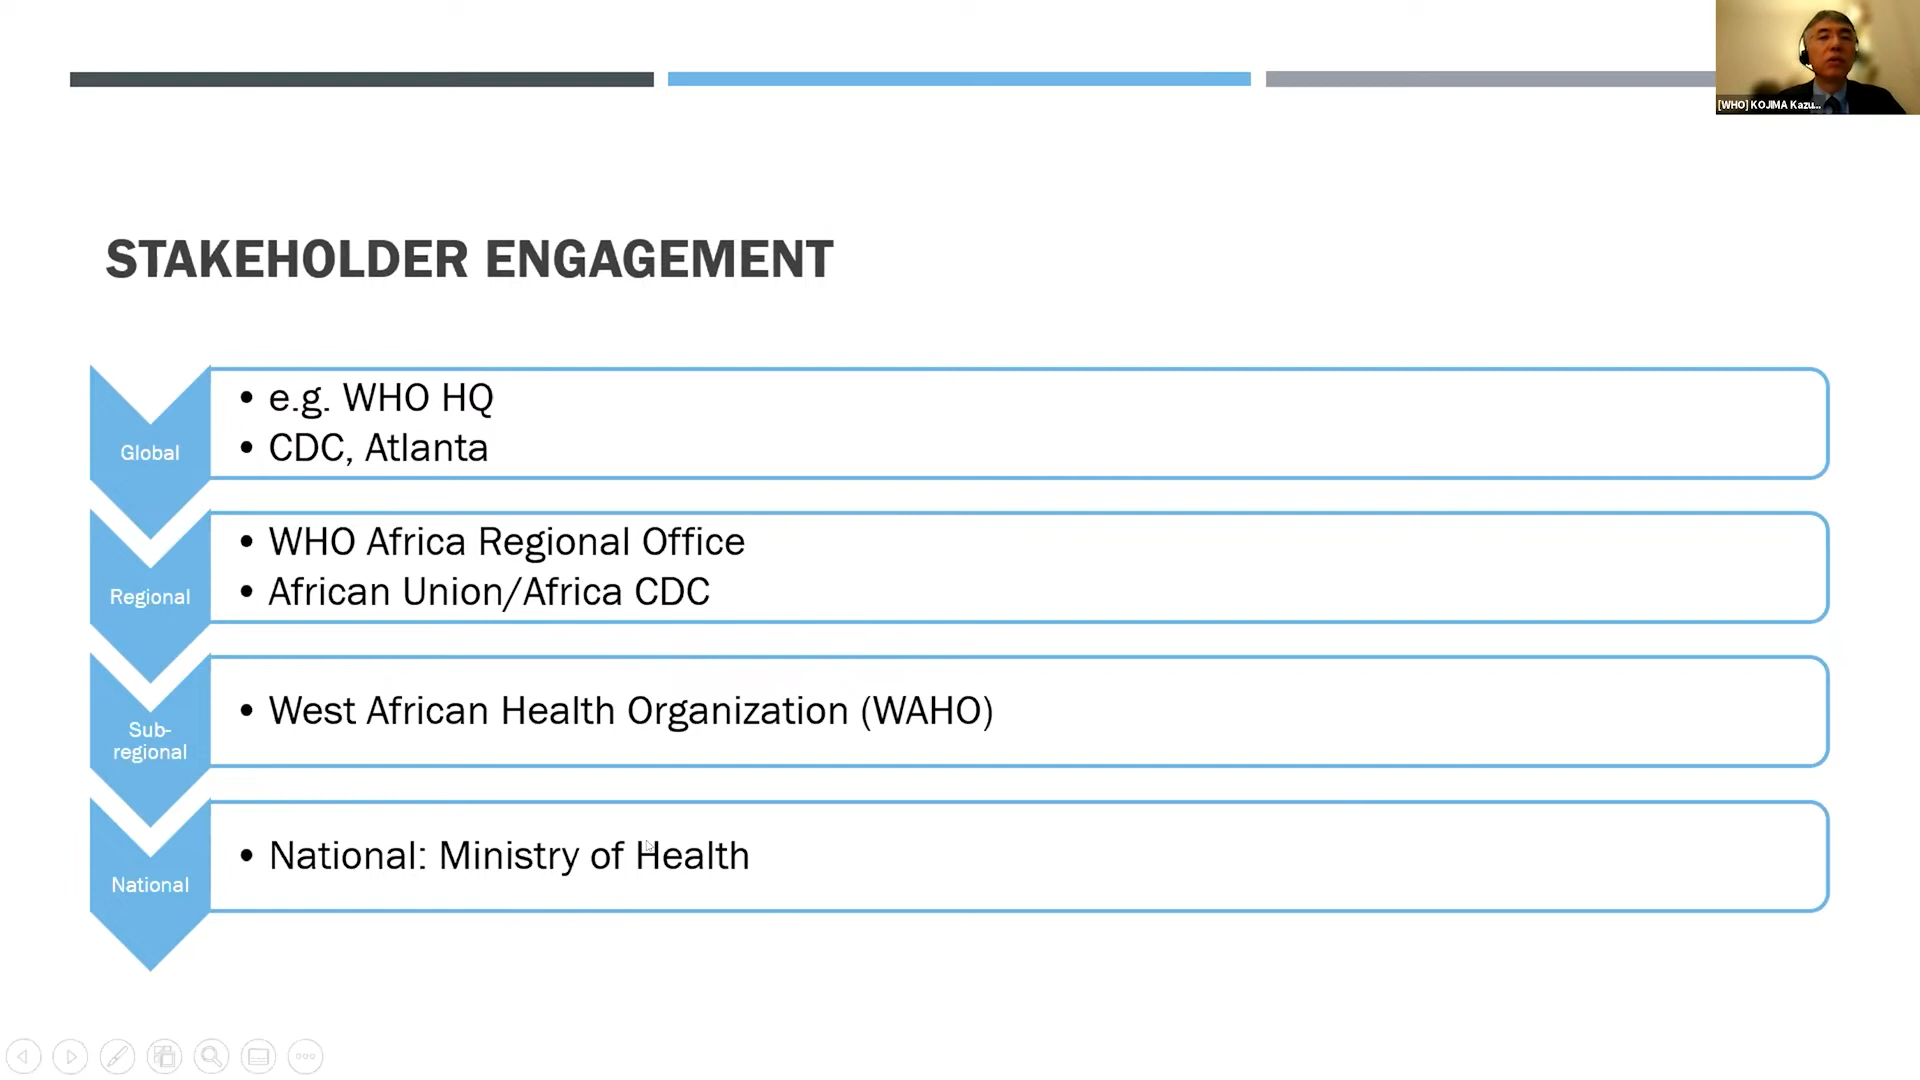 [WHO] KOJIMA Kazu...
STAKEHOLDER ENGAGEMENT
Global
• e.g. WHO HQ
• CDC, Atlanta
Regional
• WHO Africa Regional Office
• African Union/Africa CDC
Sub-
regional
• West African Health Organization (WAHO)
National
• National: Ministry of Health